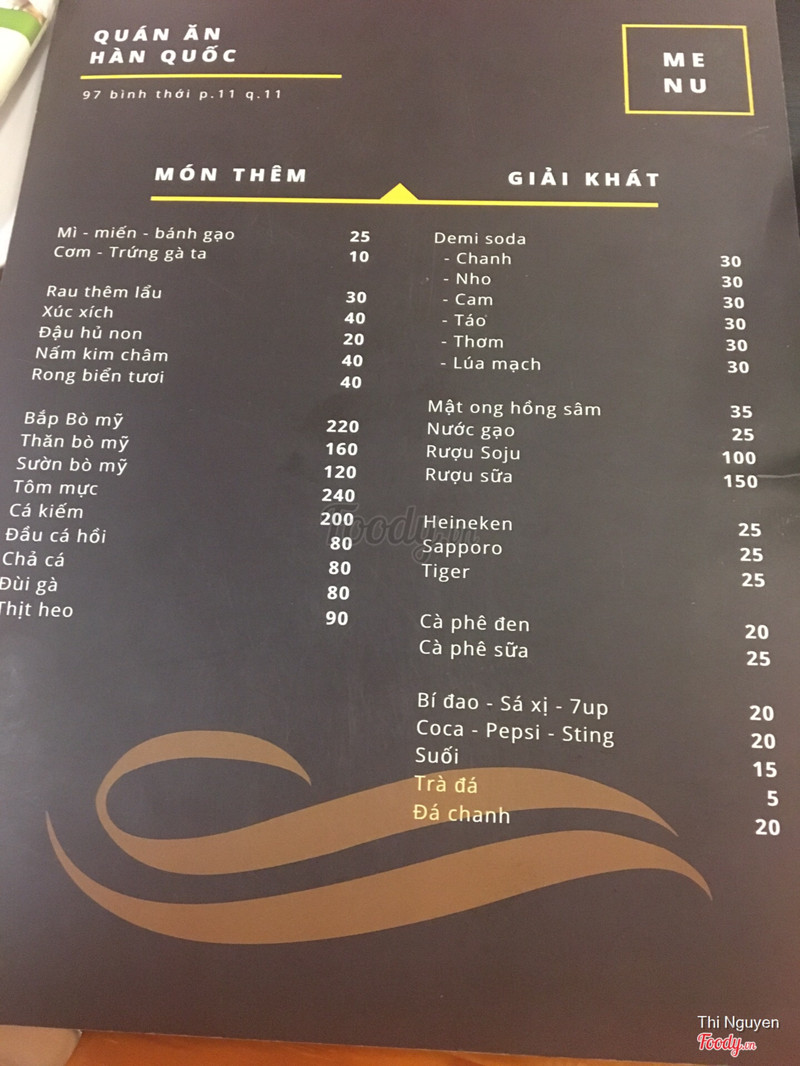 QUÁN ĂN
HÀN QUỐC
97 bình thới p.11 q.11
ME
NU
MÓN THÊM
Mì - miến - bánh gạo 25
Cơm - Trứng gà ta 10
Rau thêm lẩu 30
Xúc xích 40
Đậu hủ non 20
Nấm kim châm 40
Rong biển tươi 40
Bắp Bò mỹ 220
Thăn bò mỹ 160
Sườn bò mỹ 120
Tôm mực 240
Cá kiếm 200
Đầu cá hồi 80
Chả cá 80
Đùi gà 80
Thịt heo 90
GIẢI KHÁT
Demi soda
- Chanh 30
- Nho 30
- Cam 30
- Táo 30
- Thơm 30
- Lúa mạch 30
Mật ong hồng sâm 35
Nước gạo 25
Rượu Soju 100
Rượu sữa 150
Heineken 25
Sapporo 25
Tiger 25
Cà phê đen 20
Cà phê sữa 25
Bí đao - Sá xị - 7up 20
Coca - Pepsi - Sting 20
Suối 15
Trà đá 5
Đá chanh 20
Foody.vn
Thi Nguyen
Foody.vn